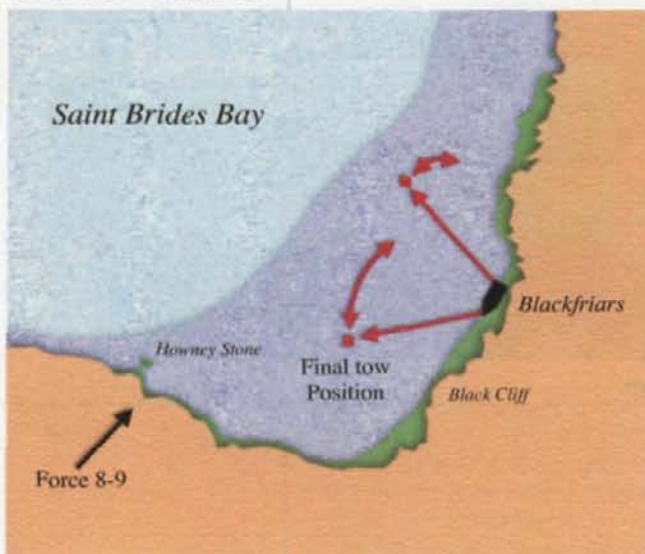 Saint Brides Bay
Blackfriars
Howney Stone
Final tow
Position
Black Cliff
Force 8-9